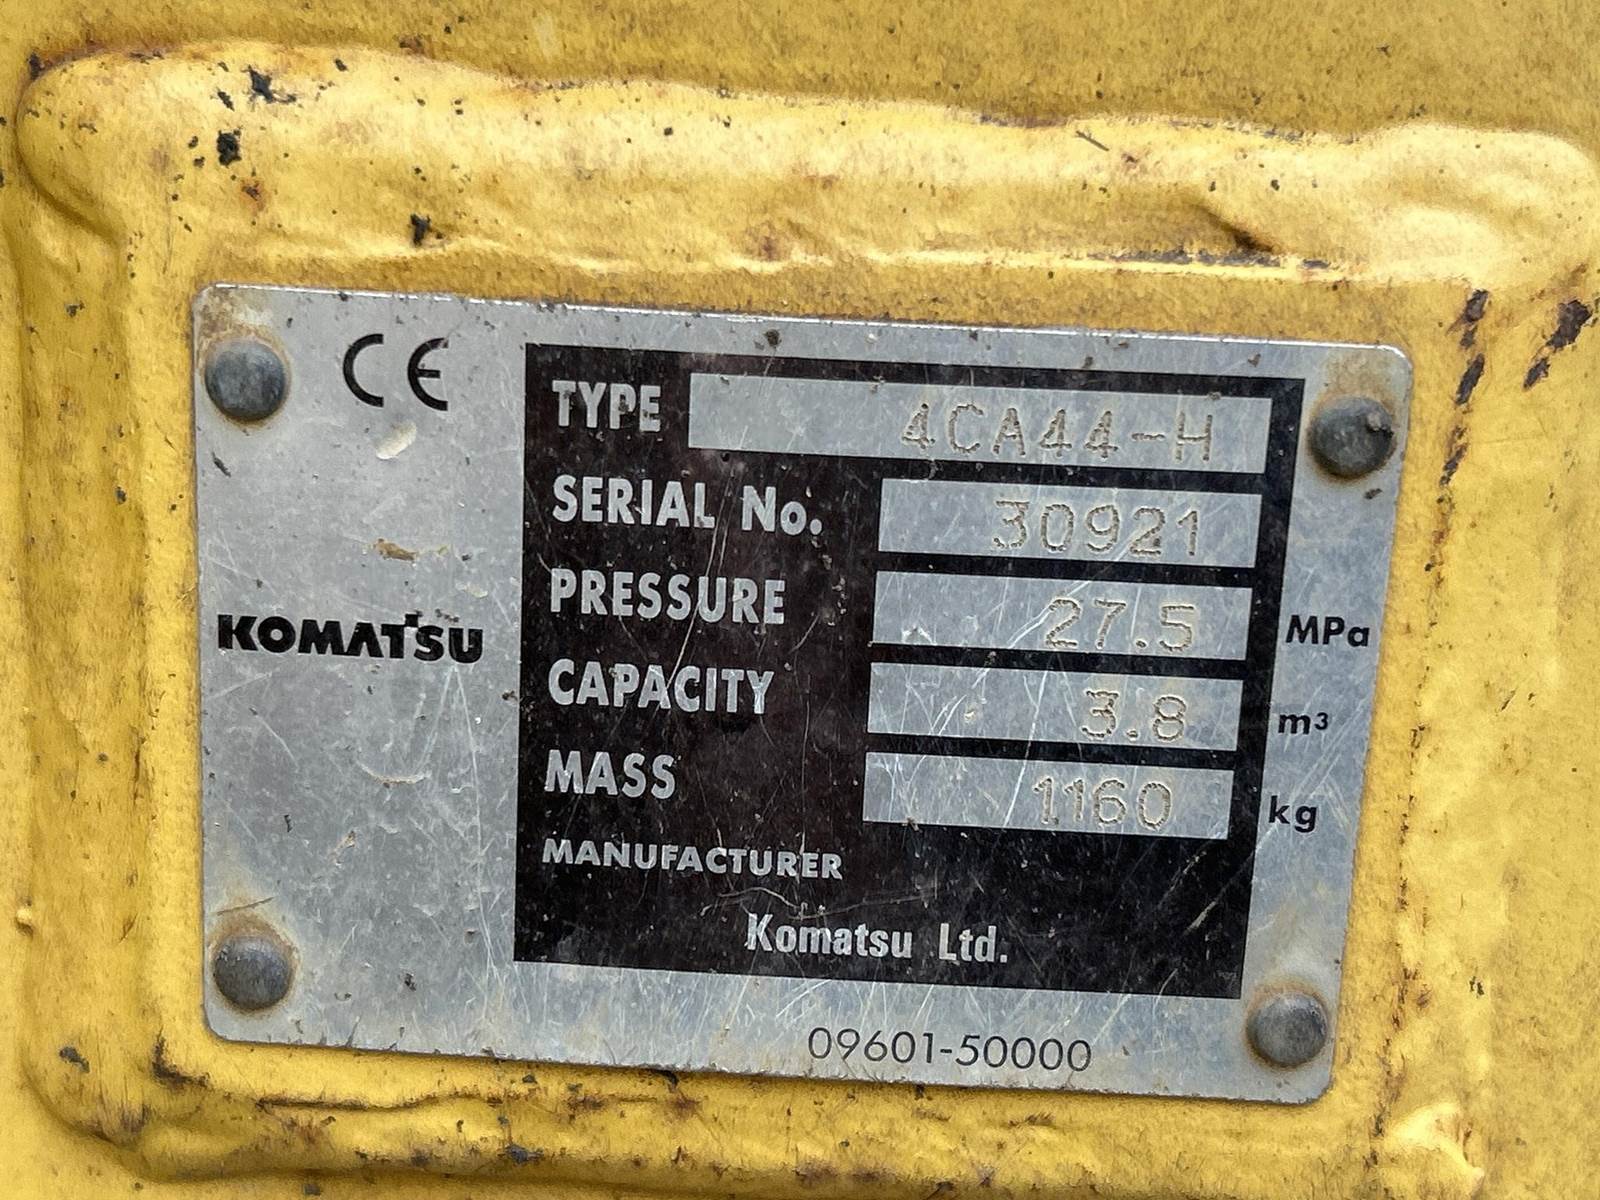 CE
KOMATSU
TYPE 4CA44-H
SERIAL No. 30921
PRESSURE 27.5 MPa
CAPACITY 3.8 m³
MASS 1160 kg
MANUFACTURER
Komatsu Ltd.
09601-50000